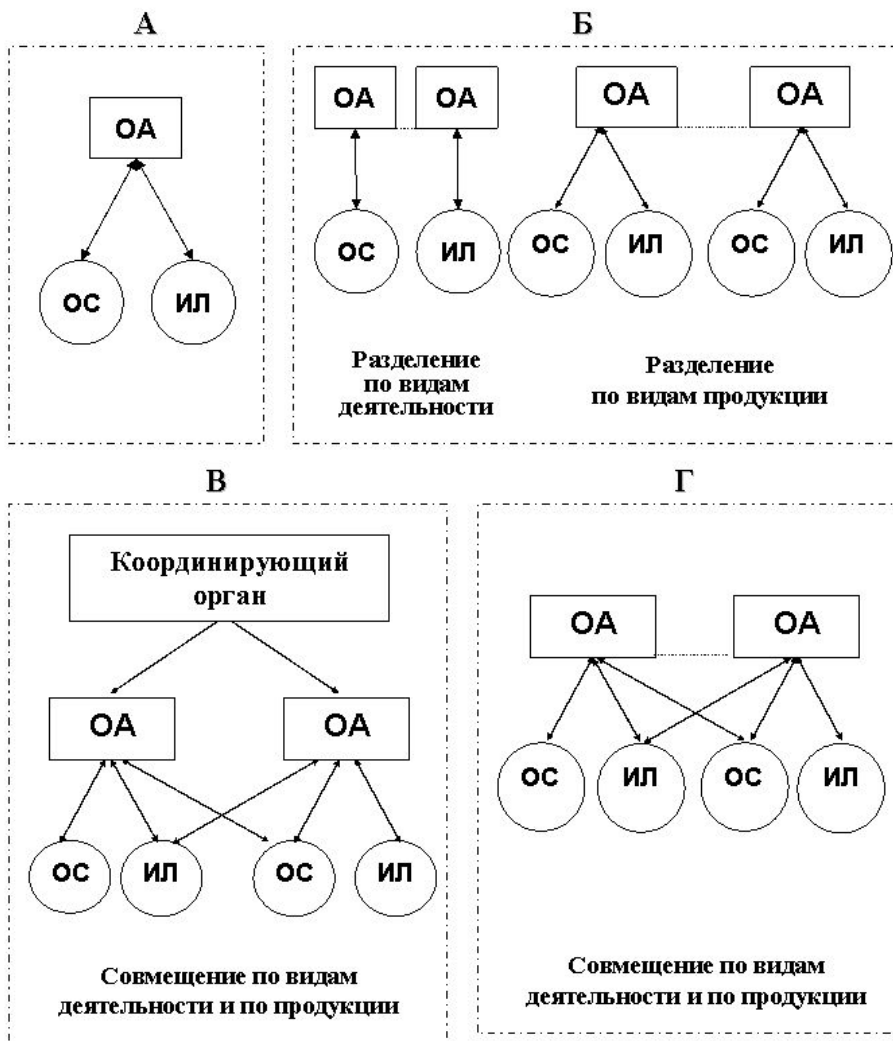 А
ОА
ОС ИЛ
Б
ОА ОА ОА ОА
ОС ИЛ ОС ИЛ ОС ИЛ
Разделение
по видам
деятельности
Разделение
по видам продукции
В
Координирующий
орган
ОА ОА
ОС ИЛ ОС ИЛ
Совмещение по видам
деятельности и по продукции
Г
ОА ОА
ОС ИЛ ОС ИЛ
Совмещение по видам
деятельности и по продукции